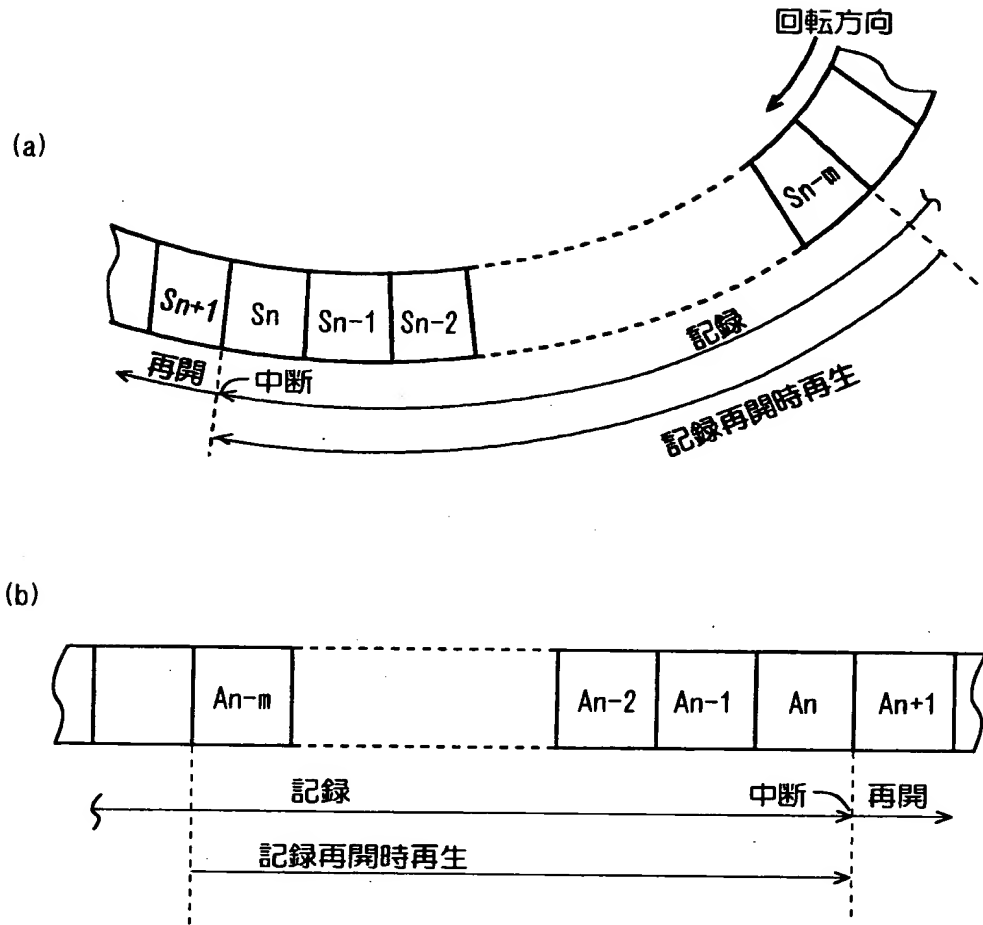 回転方向
(a)
Sn-m
Sn+1 Sn Sn-1 Sn-2
記録
再開 中断
記録再開時再生
(b)
An-m An-2 An-1 An An+1
記録 中断 再開
記録再開時再生